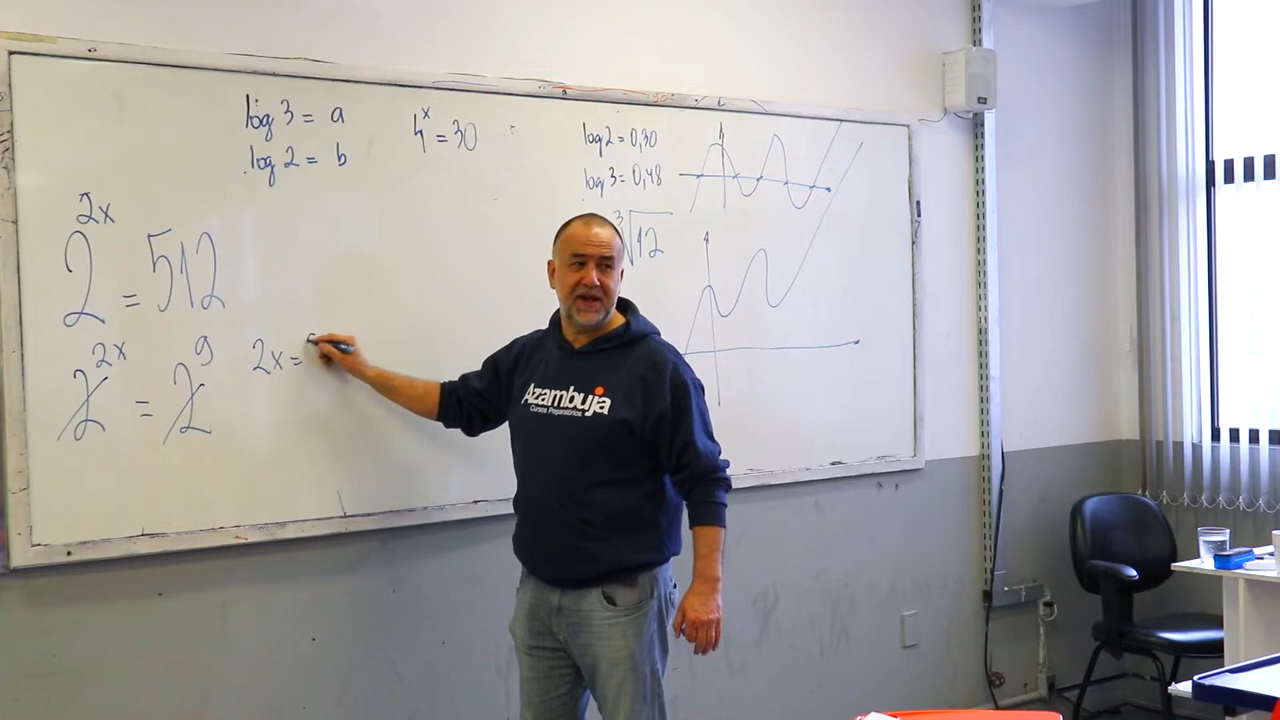 log 3 = a
log 2 = b
4^x = 30
log 2 = 0,30
log 3 = 0,48
∛12
2^2x = 512
2^2x = 2^9
2x =
Azambuja
Cursos Preparatórios